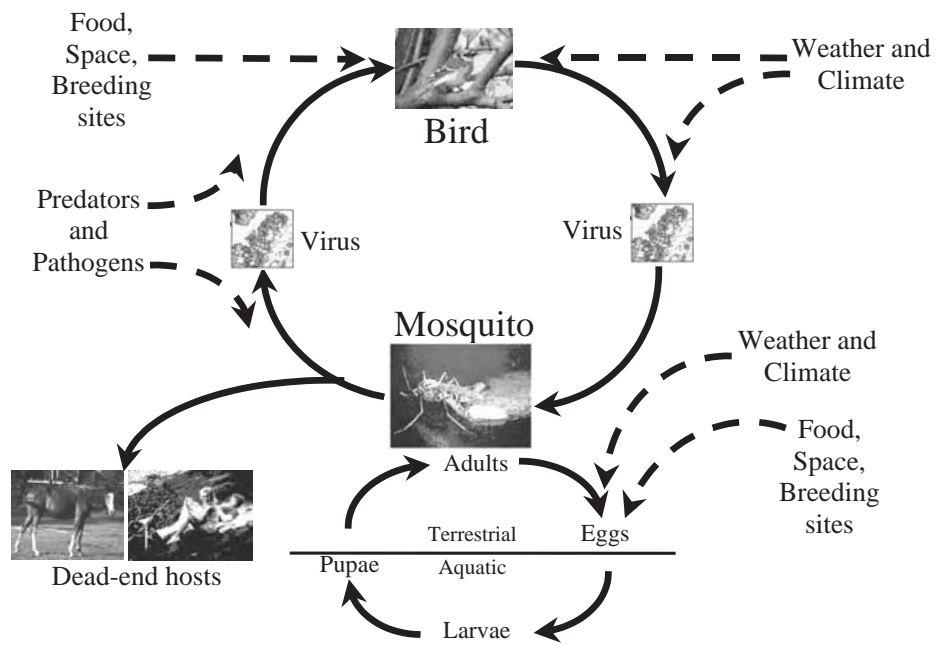 Food,
Space,
Breeding
sites
Bird
Weather and
Climate
Predators
and
Pathogens
Virus
Virus
Mosquito
Weather and
Climate
Food,
Space,
Breeding
sites
Adults
Terrestrial
Eggs
Pupae
Aquatic
Larvae
Dead-end hosts